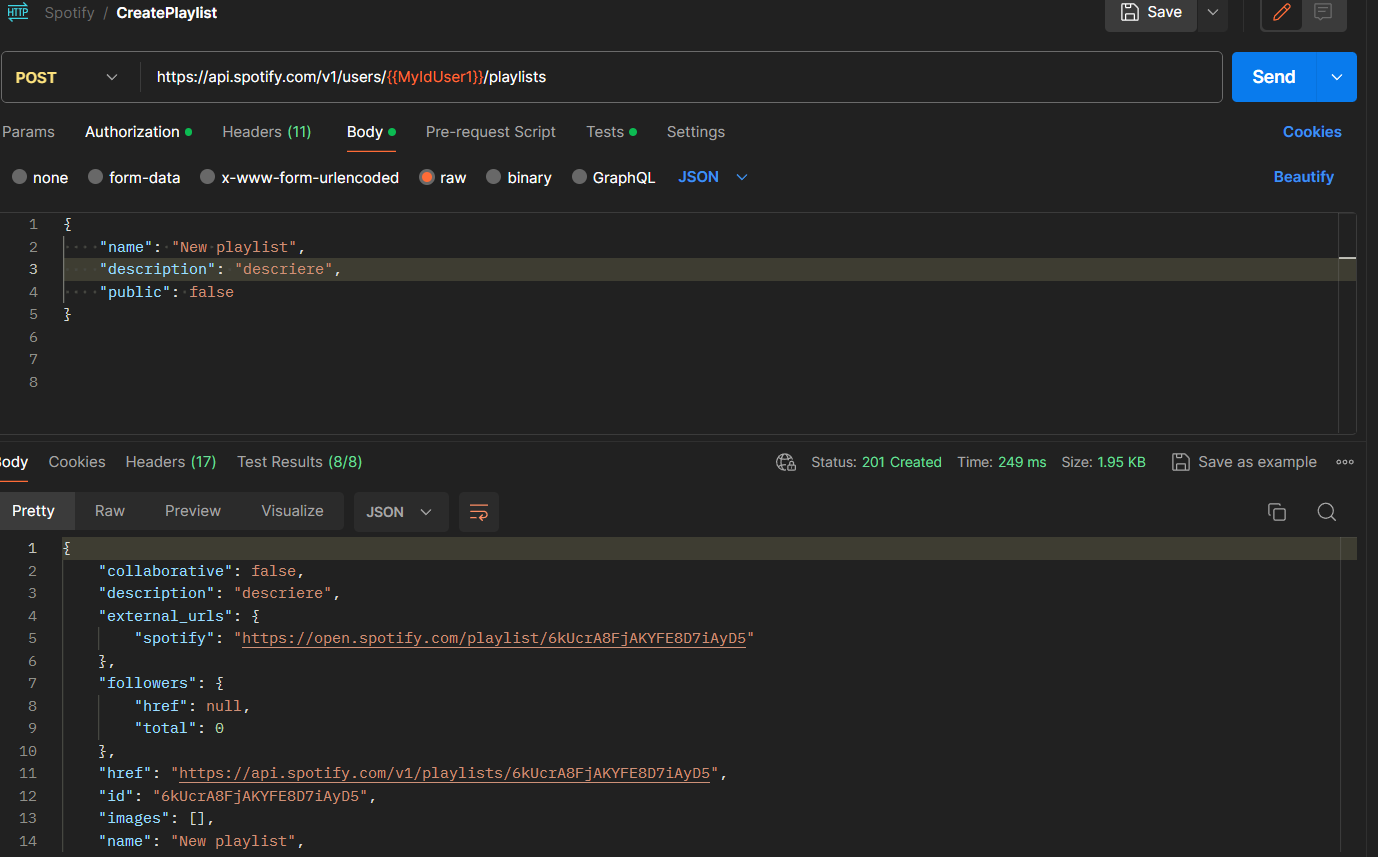 HTTP Spotify / CreatePlaylist Save
POST https://api.spotify.com/v1/users/{{MyIdUser1}}/playlists Send
Params Authorization Headers (11) Body Pre-request Script Tests Settings Cookies
none form-data x-www-form-urlencoded raw binary GraphQL JSON Beautify
1 {
2 "name": "New playlist",
3 "description": "descriere",
4 "public": false
5 }
6
7
8
Body Cookies Headers (17) Test Results (8/8) Status: 201 Created Time: 249 ms Size: 1.95 KB Save as example
Pretty Raw Preview Visualize JSON
1 {
2 "collaborative": false,
3 "description": "descriere",
4 "external_urls": {
5 "spotify": "https://open.spotify.com/playlist/6kUcrA8FjAKYFE8D7iAyD5"
6 },
7 "followers": {
8 "href": null,
9 "total": 0
10 },
11 "href": "https://api.spotify.com/v1/playlists/6kUcrA8FjAKYFE8D7iAyD5",
12 "id": "6kUcrA8FjAKYFE8D7iAyD5",
13 "images": [],
14 "name": "New playlist",